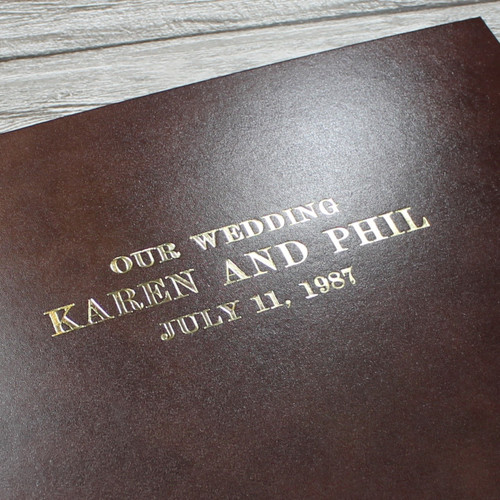 OUR WEDDING
KAREN AND PHIL
JULY 11, 1987